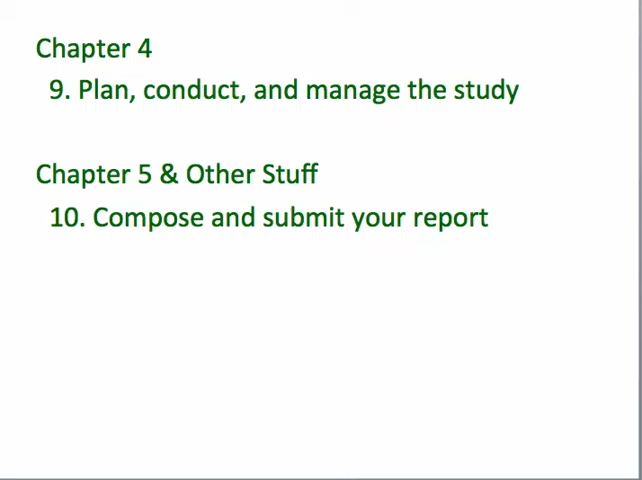 Chapter 4
9. Plan, conduct, and manage the study
Chapter 5 & Other Stuff
10. Compose and submit your report